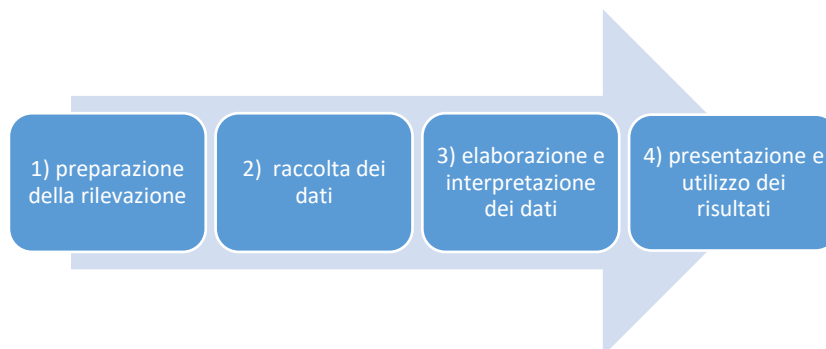 1) preparazione
della rilevazione
2) raccolta dei
dati
3) elaborazione e
interpretazione
dei dati
4) presentazione e
utilizzo dei
risultati